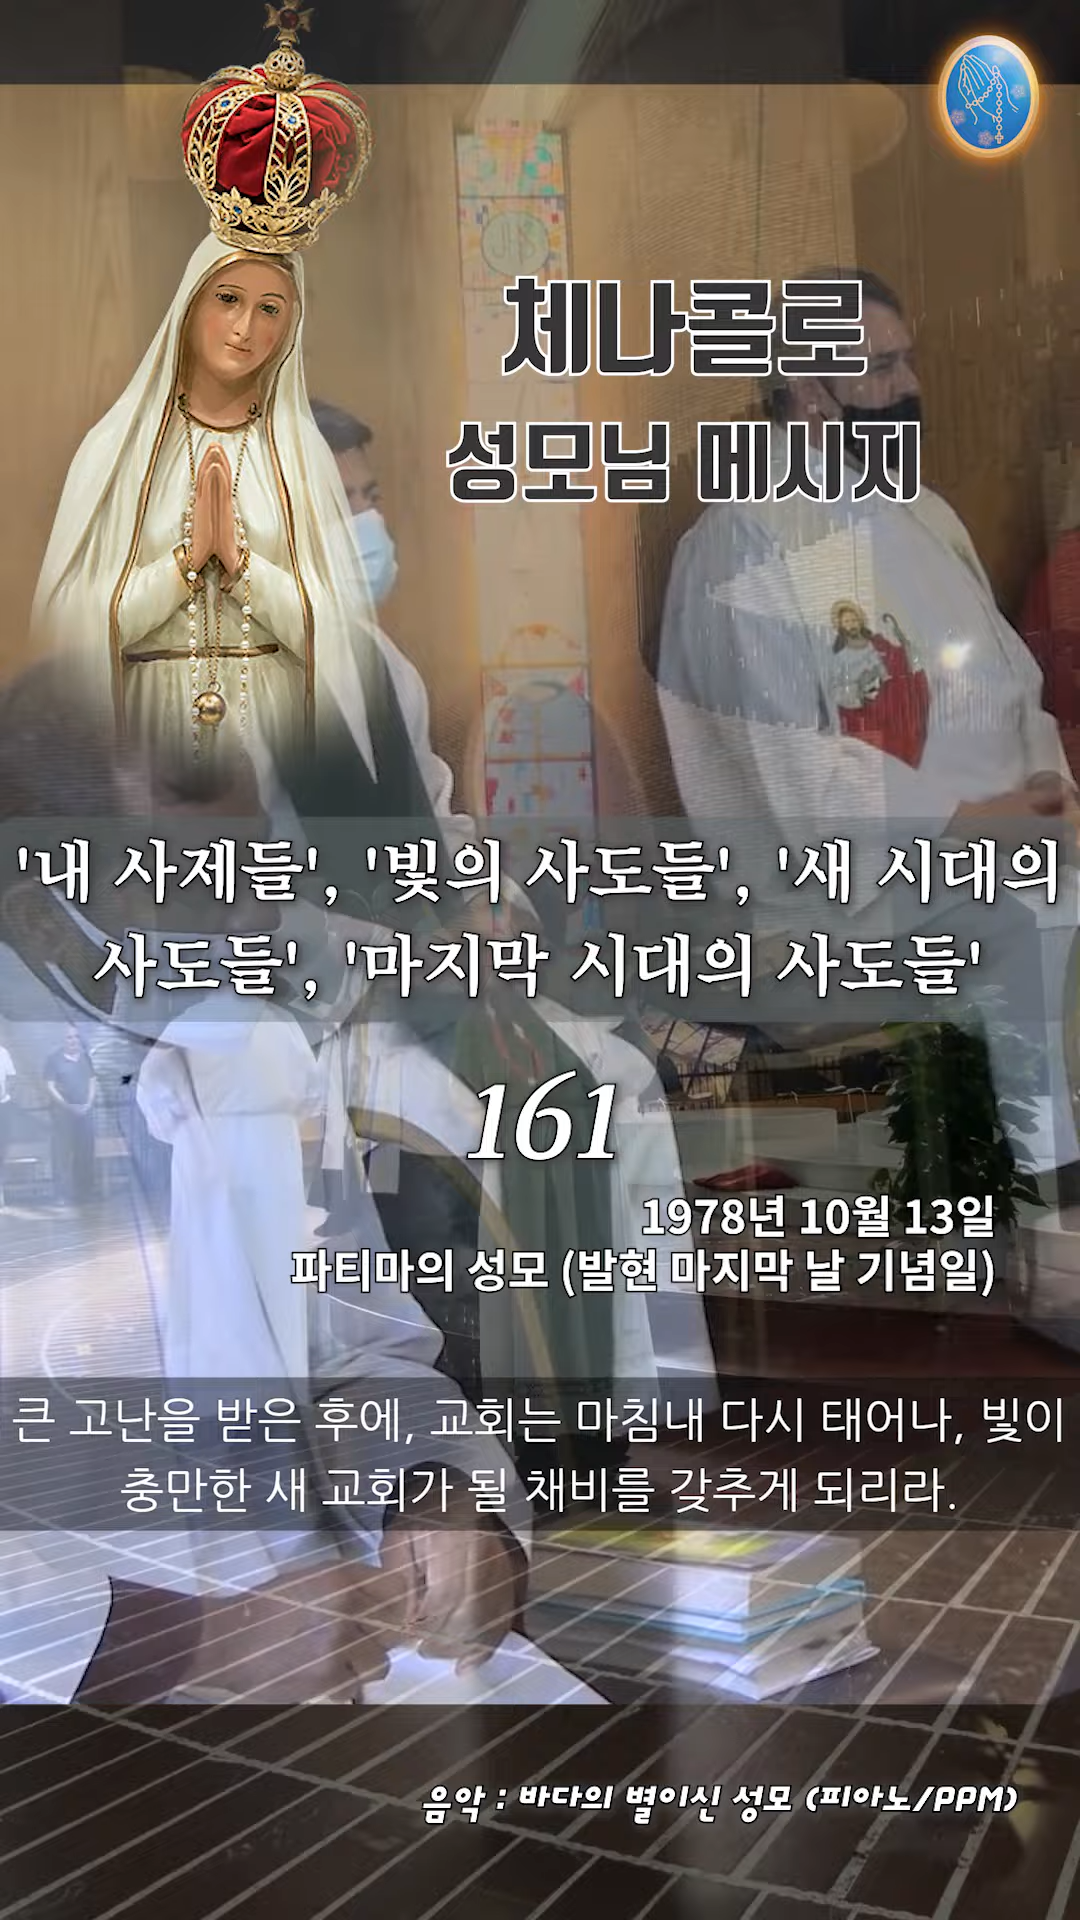 체나콜로
성모님 메시지
'내 사제들', '빛의 사도들', '새 시대의
사도들', '마지막 시대의 사도들'
161
1978년 10월 13일
파티마의 성모 (발현 마지막 날 기념일)
큰 고난을 받은 후에, 교회는 마침내 다시 태어나, 빛이
충만한 새 교회가 될 채비를 갖추게 되리라.
음악 : 바다의 별이신 성모 (피아노/PPM)